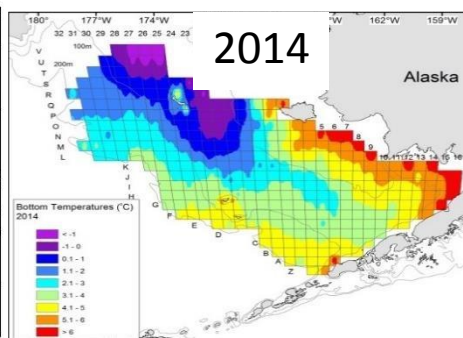 180° 177°W 174°W °W 162°W 159°W
2014
32 31 30 29 28 27 26 25 24 23
100m
200m
V
U
T
S
R
Q
P
O
N
M
L
Alaska
5 6 7
8
9
10 11 12 13 14 15 16
K
J
I
H
G
F
E
D
C
B
A
Z
Bottom Temperatures (°C)
2014
< -1
-1 - 0
0.1 - 1
1.1 - 2
2.1 - 3
3.1 - 4
4.1 - 5
5.1 - 6
> 6